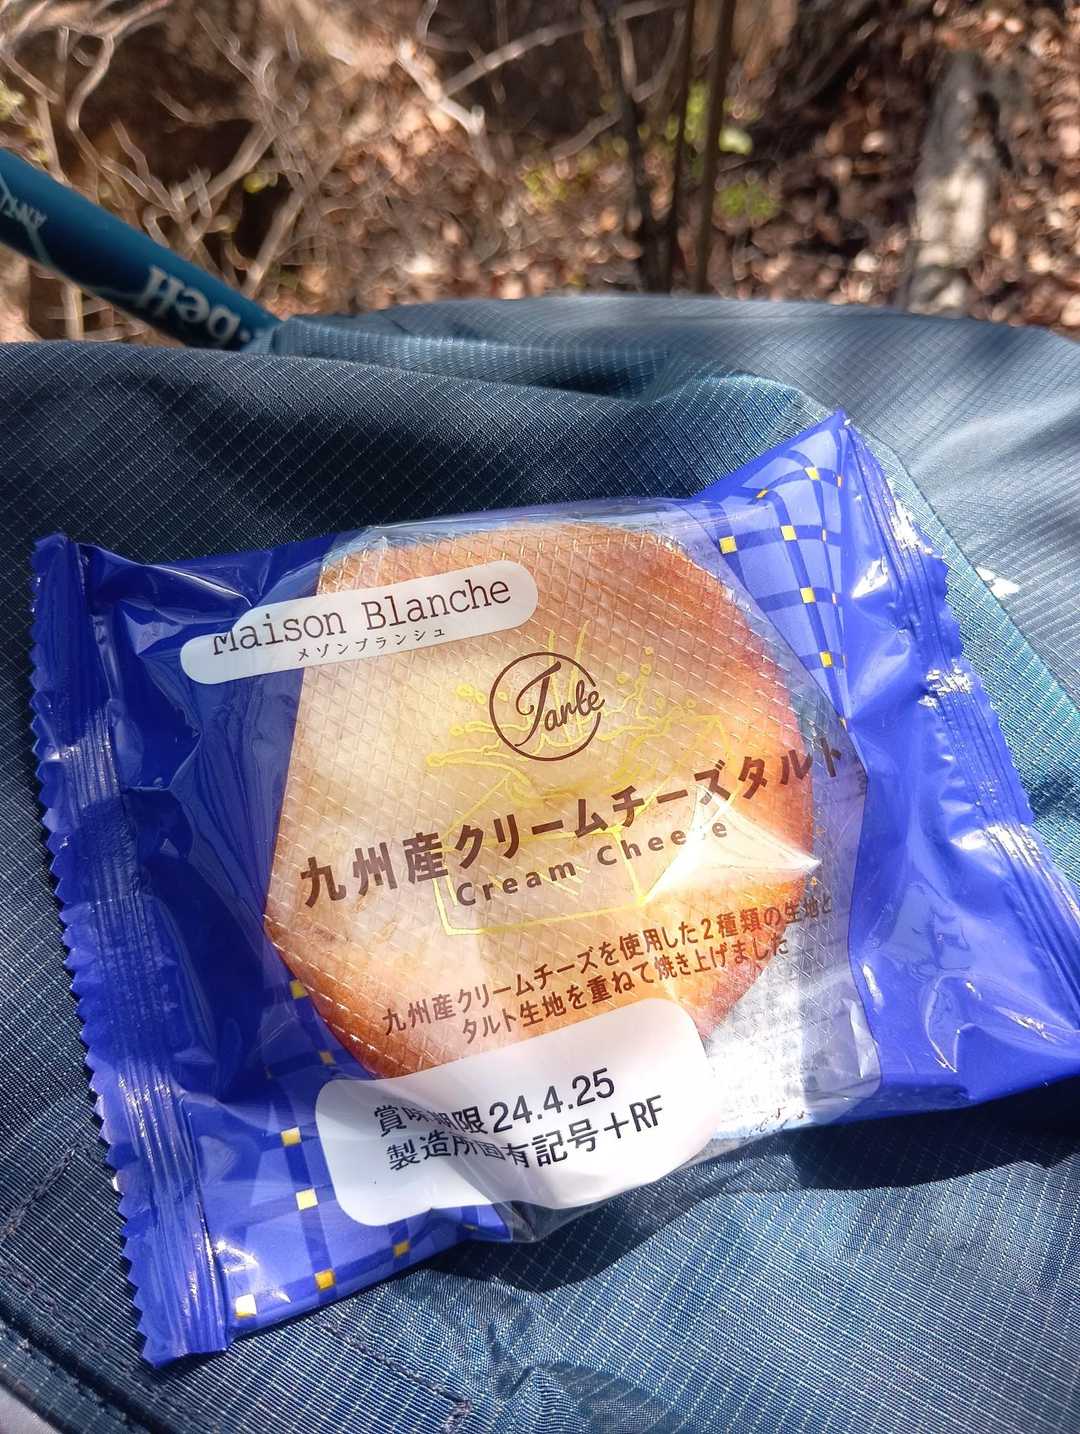 ·bell
Maison Blanche
メゾンブランシュ
Tarte
九州産クリームチーズタルト
Cream Cheese
九州産クリームチーズを使用した2種類の生地と
タルト生地を重ねて焼き上げました
賞味期限24.4.25
製造所固有記号+RF